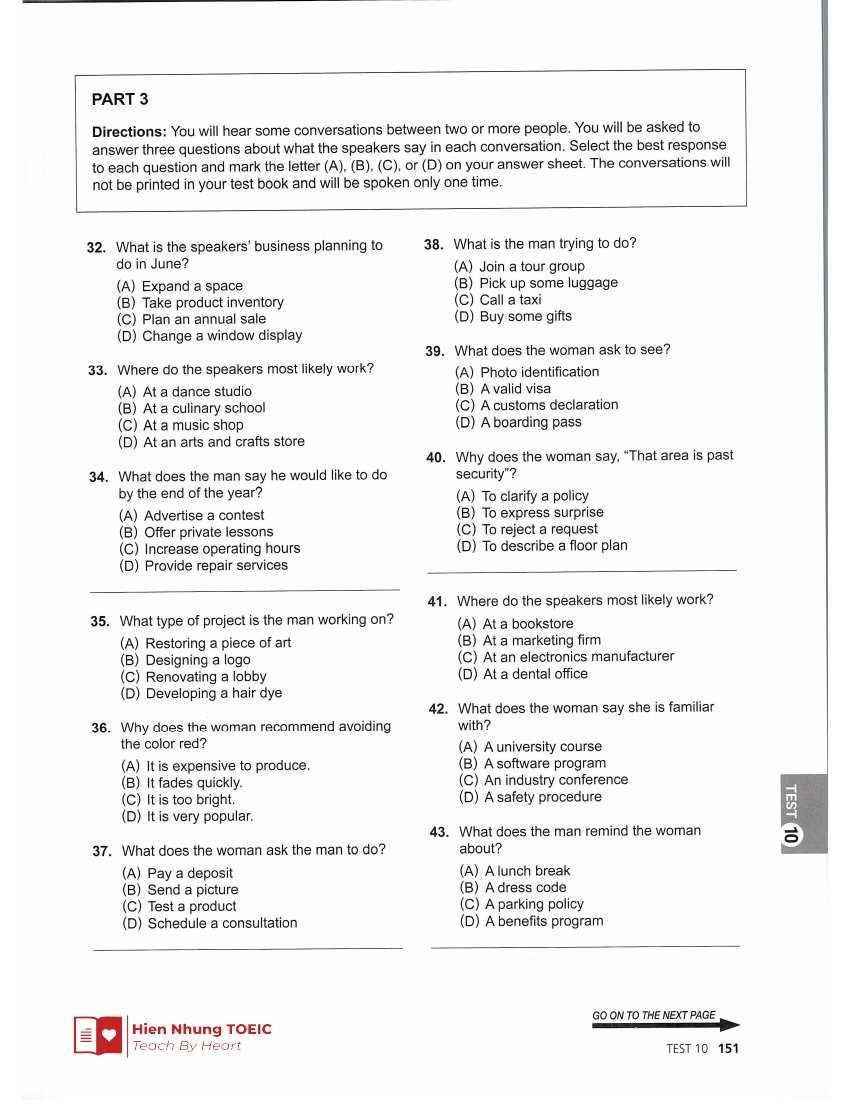 PART 3
Directions: You will hear some conversations between two or more people. You will be asked to
answer three questions about what the speakers say in each conversation. Select the best response
to each question and mark the letter (A), (B), (C), or (D) on your answer sheet. The conversations will
not be printed in your test book and will be spoken only one time.
32. What is the speakers' business planning to
do in June?
(A) Expand a space
(B) Take product inventory
(C) Plan an annual sale
(D) Change a window display
33. Where do the speakers most likely work?
(A) At a dance studio
(B) At a culinary school
(C) At a music shop
(D) At an arts and crafts store
34. What does the man say he would like to do
by the end of the year?
(A) Advertise a contest
(B) Offer private lessons
(C) Increase operating hours
(D) Provide repair services
35. What type of project is the man working on?
(A) Restoring a piece of art
(B) Designing a logo
(C) Renovating a lobby
(D) Developing a hair dye
36. Why does the woman recommend avoiding
the color red?
(A) It is expensive to produce.
(B) It fades quickly.
(C) It is too bright.
(D) It is very popular.
37. What does the woman ask the man to do?
(A) Pay a deposit
(B) Send a picture
(C) Test a product
(D) Schedule a consultation
38. What is the man trying to do?
(A) Join a tour group
(B) Pick up some luggage
(C) Call a taxi
(D) Buy some gifts
39. What does the woman ask to see?
(A) Photo identification
(B) A valid visa
(C) A customs declaration
(D) A boarding pass
40. Why does the woman say, "That area is past
security"?
(A) To clarify a policy
(B) To express surprise
(C) To reject a request
(D) To describe a floor plan
41. Where do the speakers most likely work?
(A) At a bookstore
(B) At a marketing firm
(C) At an electronics manufacturer
(D) At a dental office
42. What does the woman say she is familiar
with?
(A) A university course
(B) A software program
(C) An industry conference
(D) A safety procedure
43. What does the man remind the woman
about?
(A) A lunch break
(B) A dress code
(C) A parking policy
(D) A benefits program
TEST 10
Hien Nhung TOEIC
Teach By Heart
GO ON TO THE NEXT PAGE
TEST 10 151